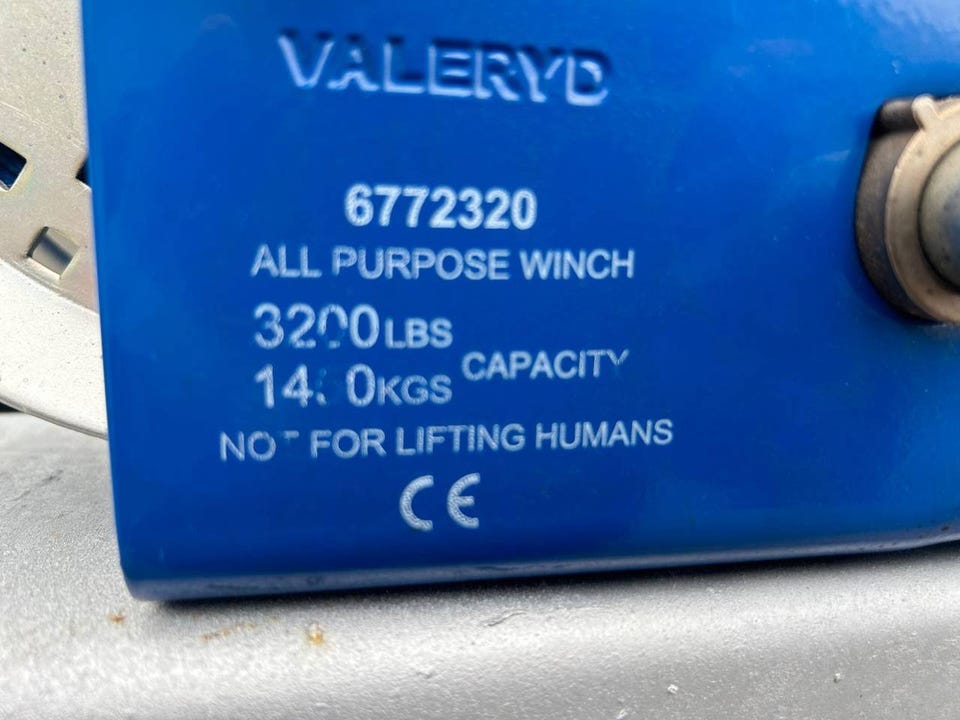 VALERYD
6772320
ALL PURPOSE WINCH
3200 LBS
CAPACITY
NOT FOR LIFTING HUMANS
CE